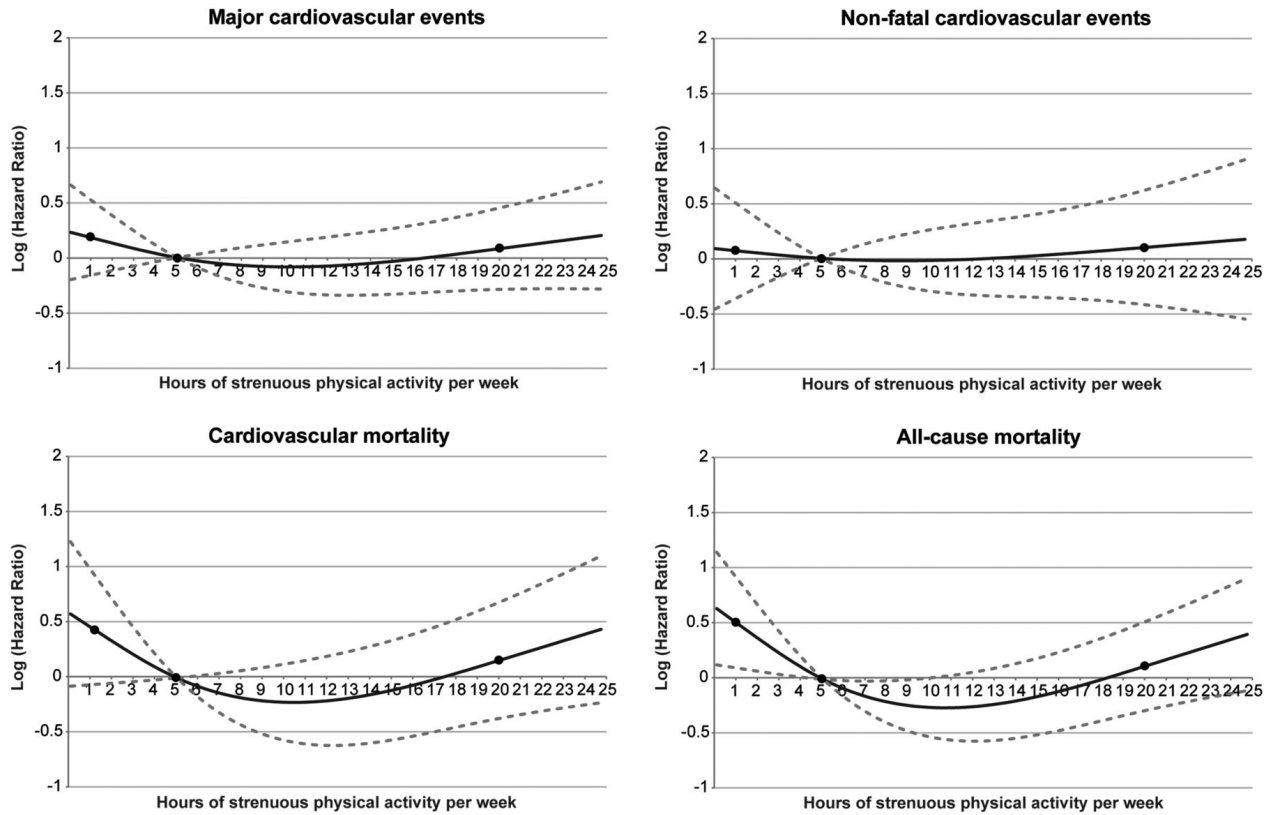 Major cardiovascular events
2
1.5
1
0.5
0
-0.5
-1
Log (Hazard Ratio)
1 2 3 4 5 6 7 8 9 10 11 12 13 14 15 16 17 18 19 20 21 22 23 24 25
Hours of strenuous physical activity per week
Non-fatal cardiovascular events
2
1.5
1
0.5
0
-0.5
-1
Log (Hazard Ratio)
1 2 3 4 5 6 7 8 9 10 11 12 13 14 15 16 17 18 19 20 21 22 23 24 25
Hours of strenuous physical activity per week
Cardiovascular mortality
2
1.5
1
0.5
0
-0.5
-1
Log (Hazard Ratio)
1 2 3 4 5 6 7 8 9 10 11 12 13 14 15 16 17 18 19 20 21 22 23 24 25
Hours of strenuous physical activity per week
All-cause mortality
2
1.5
1
0.5
0
-0.5
-1
Log (Hazard Ratio)
1 2 3 4 5 6 7 8 9 10 11 12 13 14 15 16 17 18 19 20 21 22 23 24 25
Hours of strenuous physical activity per week